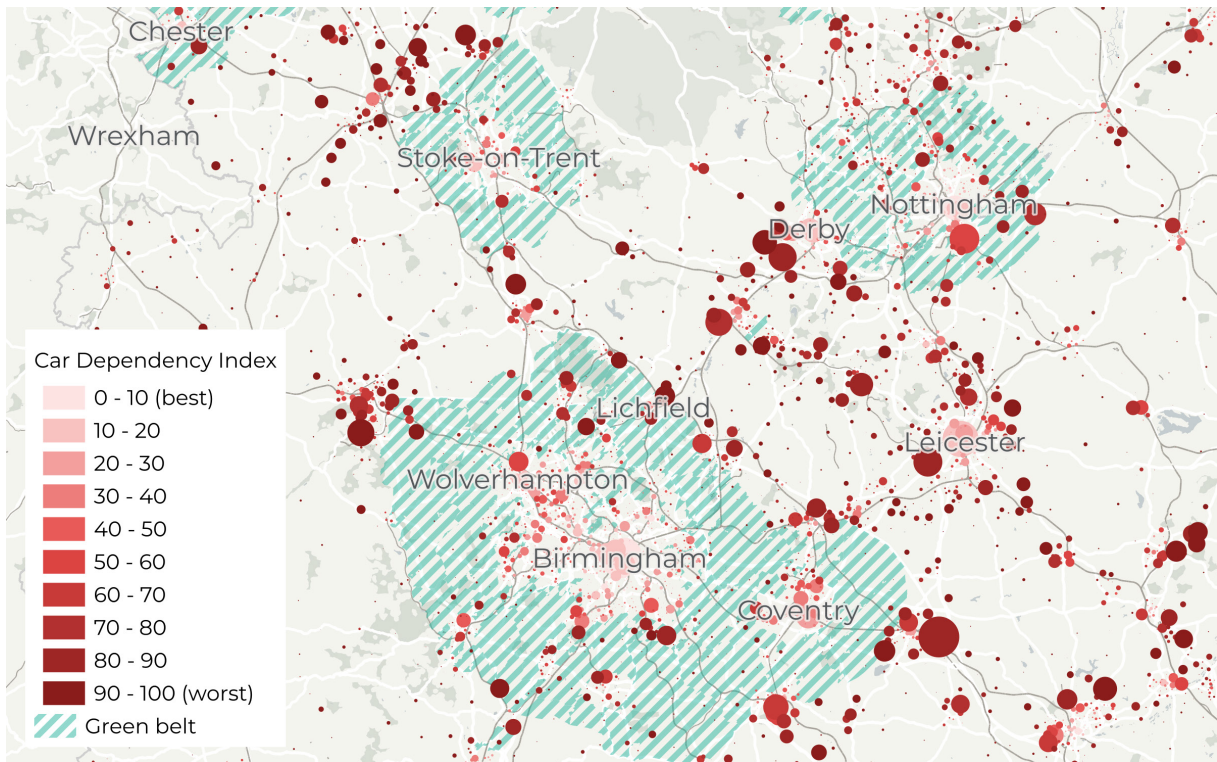 Chester
Wrexham
Stoke-on-Trent
Nottingham
Derby
Lichfield
Leicester
Wolverhampton
Birmingham
Coventry
Car Dependency Index
0 - 10 (best)
10 - 20
20 - 30
30 - 40
40 - 50
50 - 60
60 - 70
70 - 80
80 - 90
90 - 100 (worst)
Green belt